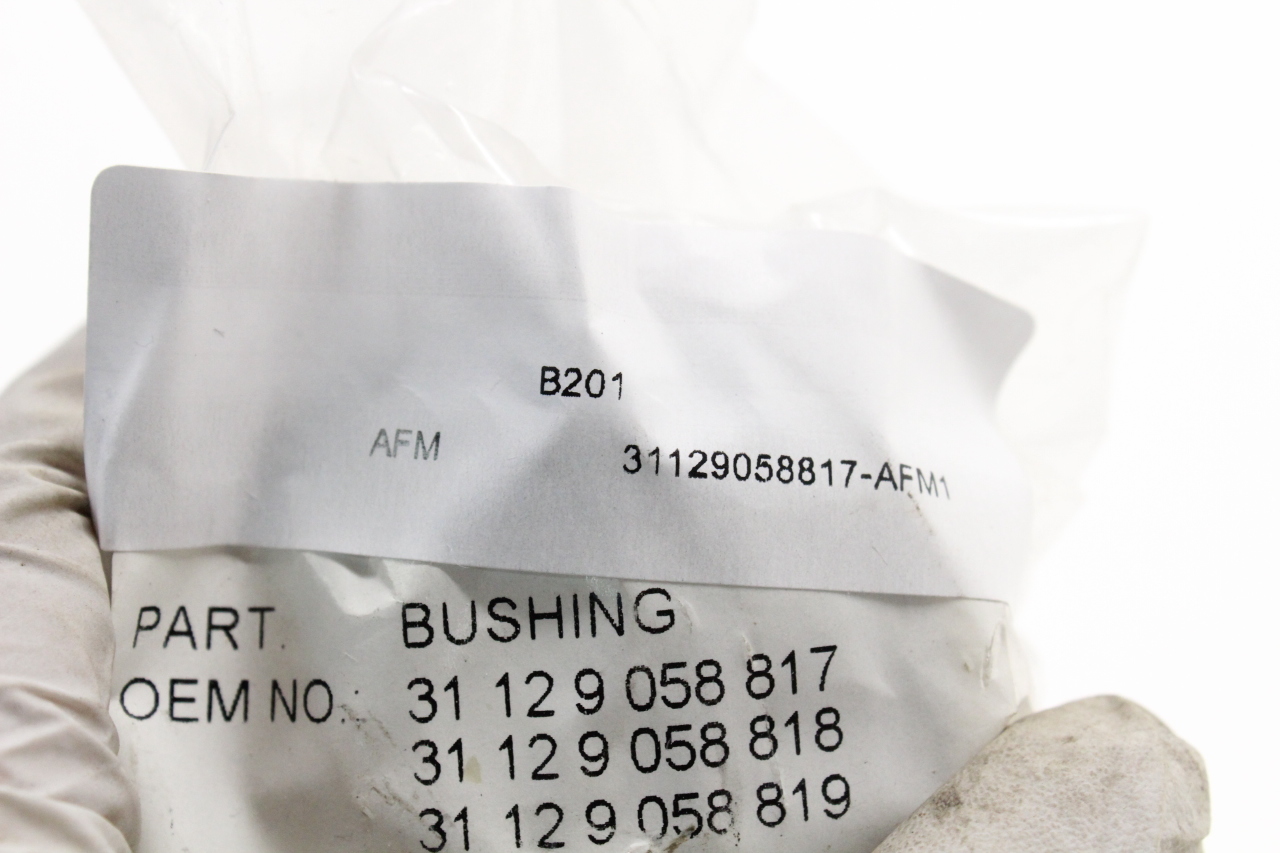 B201
AFM 31129058817-AFM1
PART. BUSHING
OEM NO.: 31 12 9 058 817
31 12 9 058 818
31 12 9 058 819